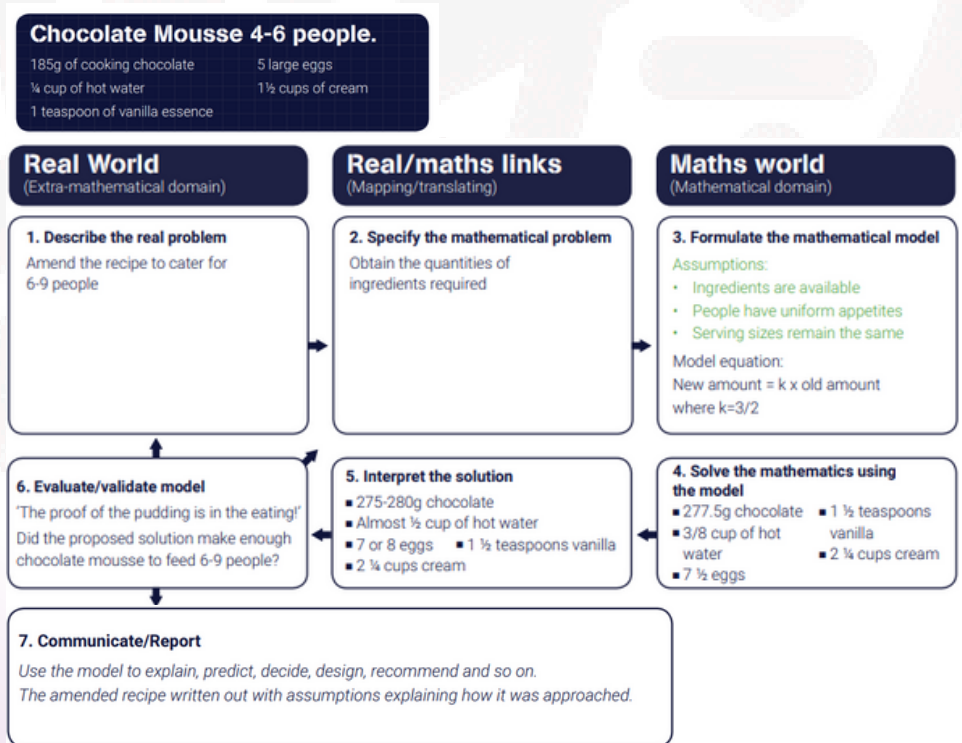 Chocolate Mousse 4-6 people.
185g of cooking chocolate
5 large eggs
¼ cup of hot water
1½ cups of cream
1 teaspoon of vanilla essence
Real World
(Extra-mathematical domain)
Real/maths links
(Mapping/translating)
Maths world
(Mathematical domain)
1. Describe the real problem
Amend the recipe to cater for
6-9 people
2. Specify the mathematical problem
Obtain the quantities of
ingredients required
3. Formulate the mathematical model
Assumptions:
• Ingredients are available
• People have uniform appetites
• Serving sizes remain the same
Model equation:
New amount = k x old amount
where k=3/2
6. Evaluate/validate model
'The proof of the pudding is in the eating!'
Did the proposed solution make enough
chocolate mousse to feed 6-9 people?
5. Interpret the solution
▪ 275-280g chocolate
▪ Almost ½ cup of hot water
▪ 7 or 8 eggs ▪ 1 ½ teaspoons vanilla
▪ 2 ¼ cups cream
4. Solve the mathematics using
the model
▪ 277.5g chocolate
▪ 3/8 cup of hot
water
▪ 7 ½ eggs
▪ 1 ½ teaspoons
vanilla
▪ 2 ¼ cups cream
7. Communicate/Report
Use the model to explain, predict, decide, design, recommend and so on.
The amended recipe written out with assumptions explaining how it was approached.